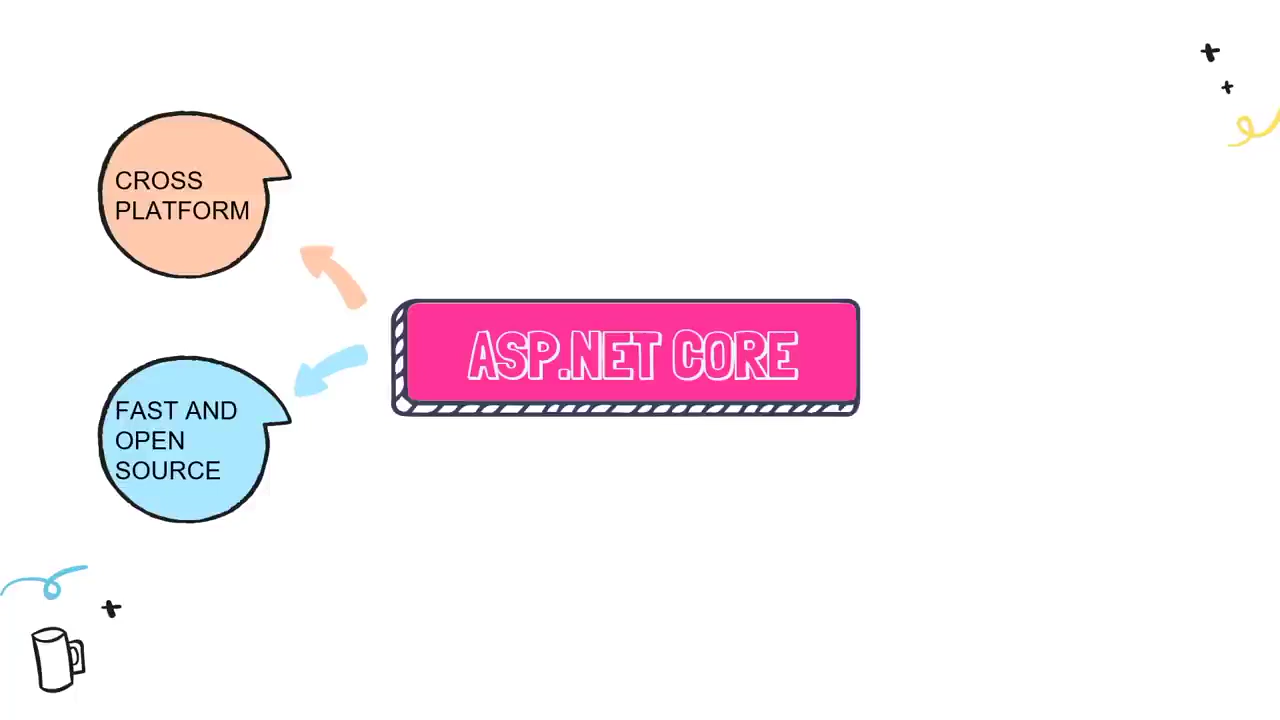 CROSS
PLATFORM
ASP.NET CORE
FAST AND
OPEN
SOURCE